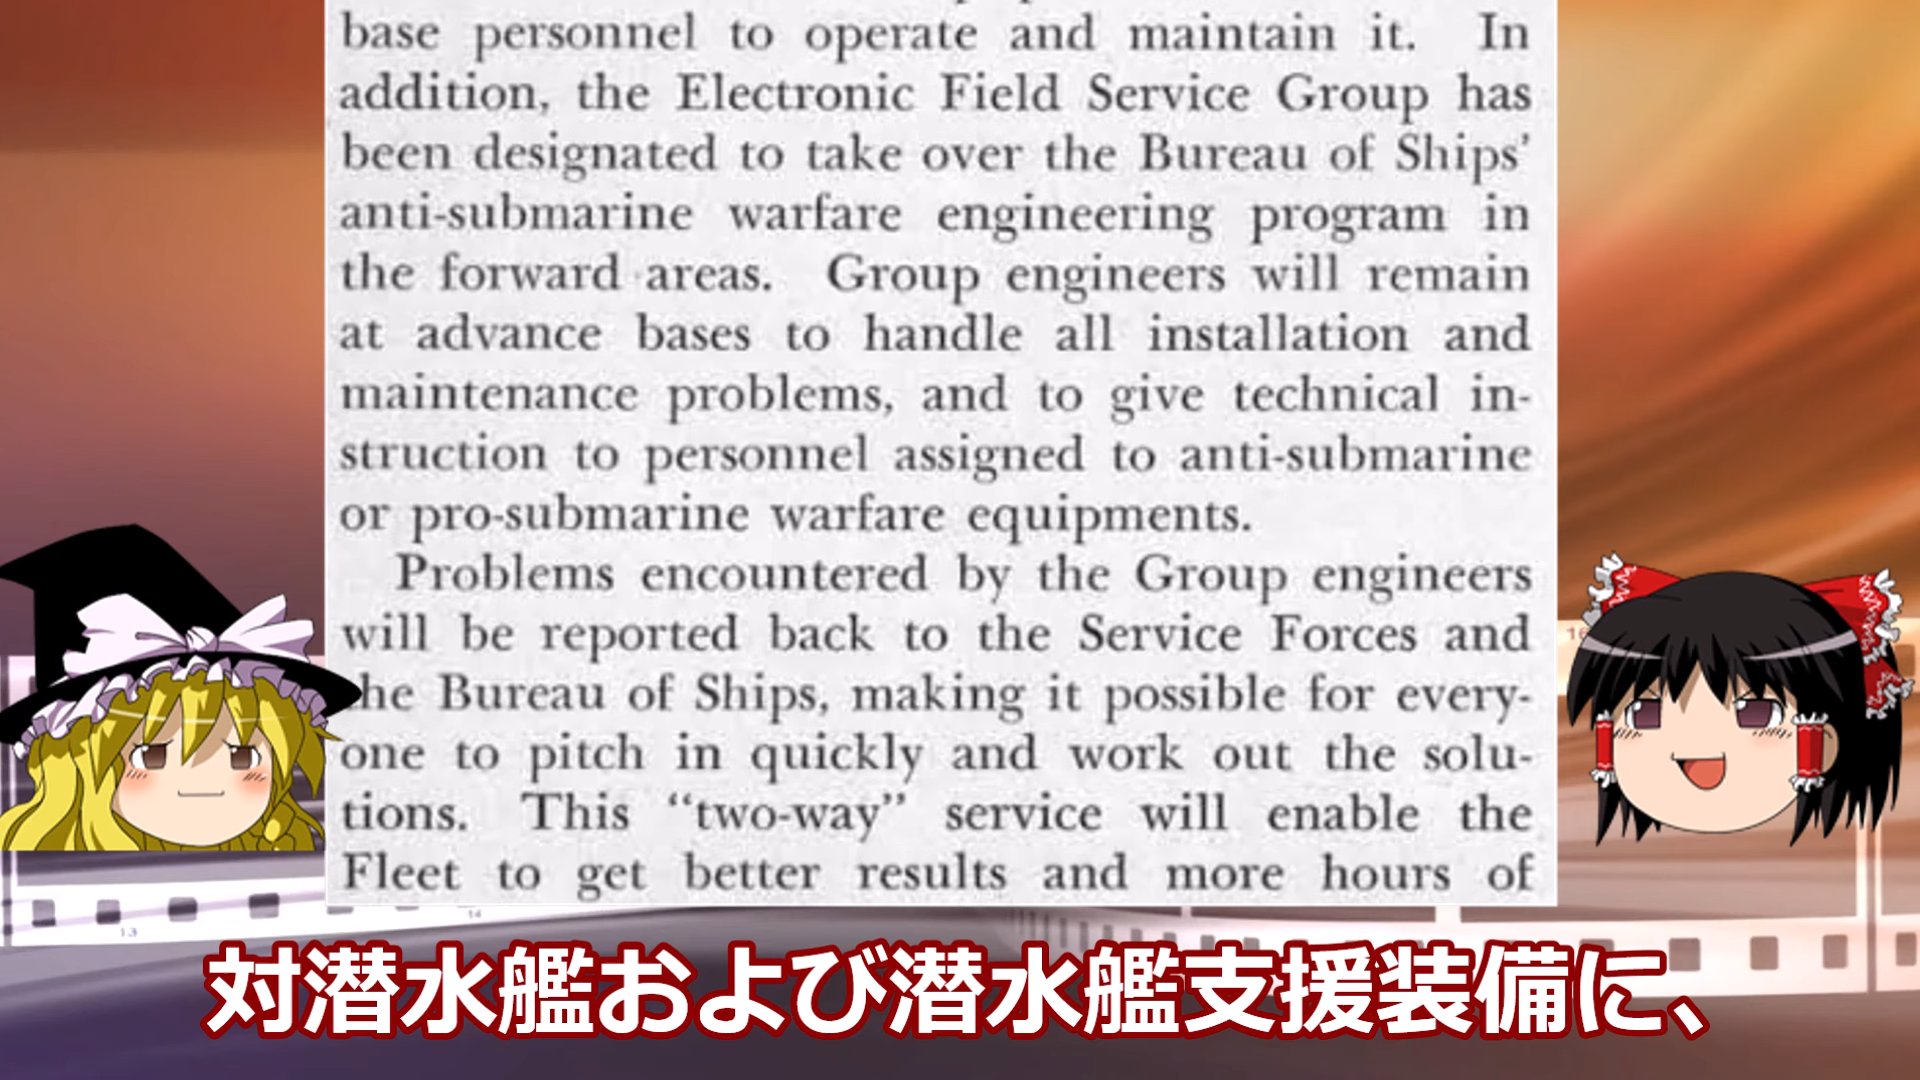 base personnel to operate and maintain it. In
addition, the Electronic Field Service Group has
been designated to take over the Bureau of Ships'
anti-submarine warfare engineering program in
the forward areas. Group engineers will remain
at advance bases to handle all installation and
maintenance problems, and to give technical in-
struction to personnel assigned to anti-submarine
or pro-submarine warfare equipments.
Problems encountered by the Group engineers
will be reported back to the Service Forces and
the Bureau of Ships, making it possible for every-
one to pitch in quickly and work out the solu-
tions. This “two-way” service will enable the
Fleet to get better results and more hours of
16
14
13
対潜水艦および潜水艦支援装備に、